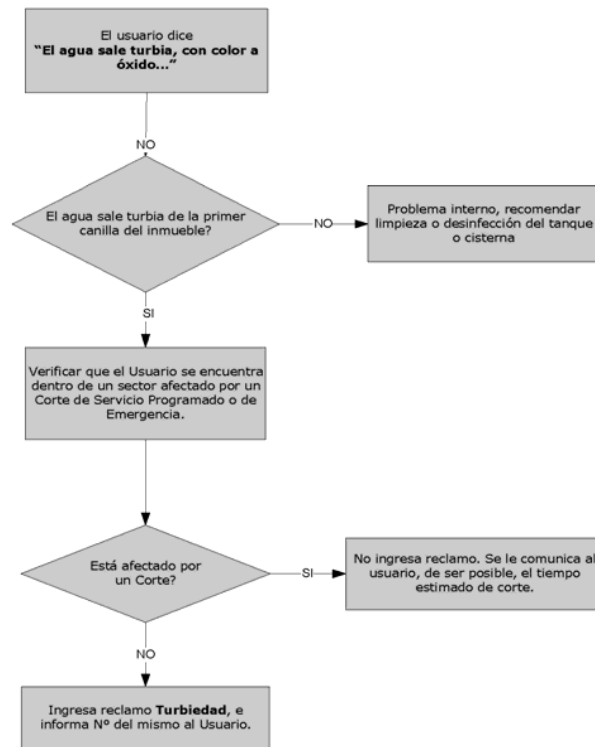 El usuario dice
“El agua sale turbia, con color a
óxido...”
NO
El agua sale turbia de la primer
canilla del inmueble?
NO
Problema interno, recomendar
limpieza o desinfección del tanque
o cisterna
SI
Verificar que el Usuario se encuentra
dentro de un sector afectado por un
Corte de Servicio Programado o de
Emergencia.
Está afectado por
un Corte?
SI
No ingresa reclamo. Se le comunica al
usuario, de ser posible, el tiempo
estimado de corte.
NO
Ingresa reclamo Turbiedad, e
informa Nº del mismo al Usuario.